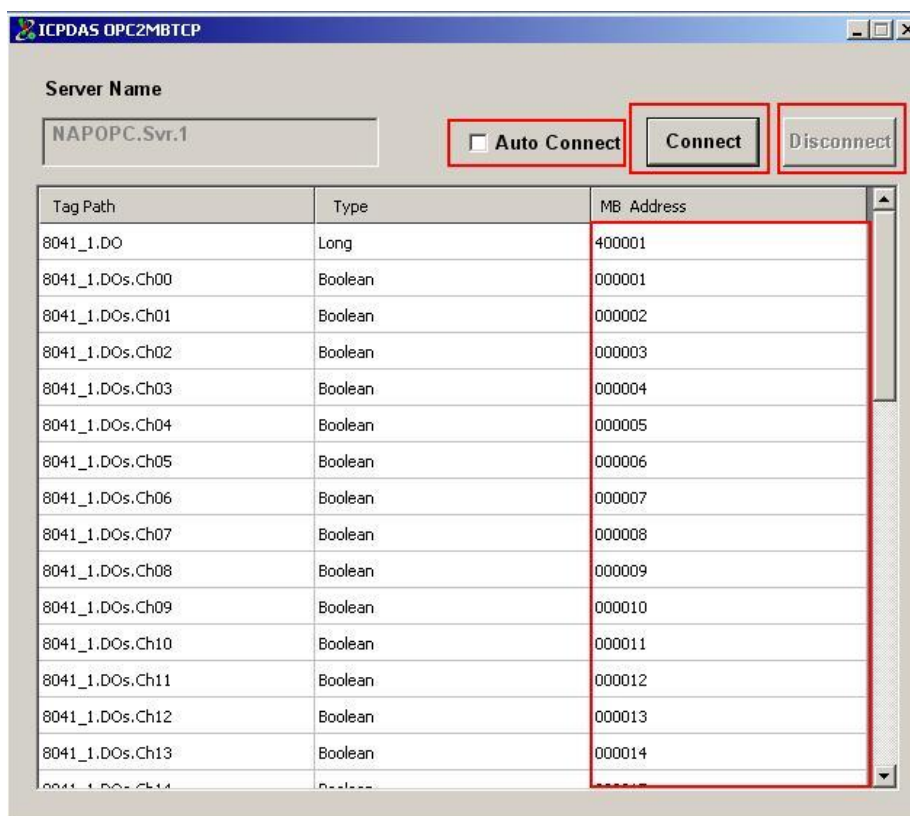 ICPDAS OPC2MBTCP
Server Name
NAPOPC.Svr.1
Auto Connect Connect Disconnect
Tag Path Type MB Address
8041_1.DO Long 400001
8041_1.DOs.Ch00 Boolean 000001
8041_1.DOs.Ch01 Boolean 000002
8041_1.DOs.Ch02 Boolean 000003
8041_1.DOs.Ch03 Boolean 000004
8041_1.DOs.Ch04 Boolean 000005
8041_1.DOs.Ch05 Boolean 000006
8041_1.DOs.Ch06 Boolean 000007
8041_1.DOs.Ch07 Boolean 000008
8041_1.DOs.Ch08 Boolean 000009
8041_1.DOs.Ch09 Boolean 000010
8041_1.DOs.Ch10 Boolean 000011
8041_1.DOs.Ch11 Boolean 000012
8041_1.DOs.Ch12 Boolean 000013
8041_1.DOs.Ch13 Boolean 000014